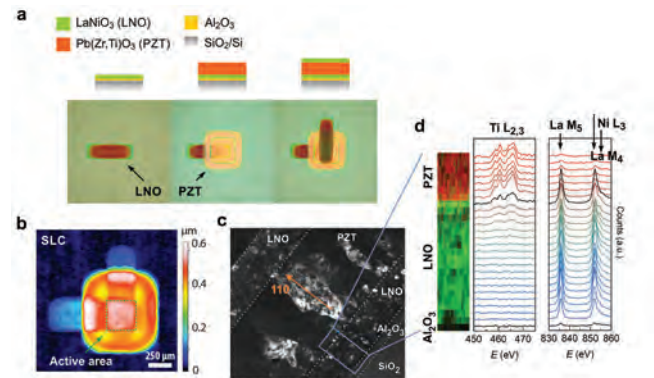 a
LaNiO₃ (LNO)
Al₂O₃
Pb(Zr,Ti)O₃ (PZT)
SiO₂/Si
LNO
PZT
b
SLC
µm
0.6
0.4
0.2
0
Active area
250 µm
c
LNO
PZT
110
LNO
Al₂O₃
SiO₂
d
Ti L₂,₃
La M₅
Ni L₃
La M₄
PZT
LNO
Al₂O₃
Counts (a.u.)
450 460 470
E (eV)
830 840 850 860
E (eV)